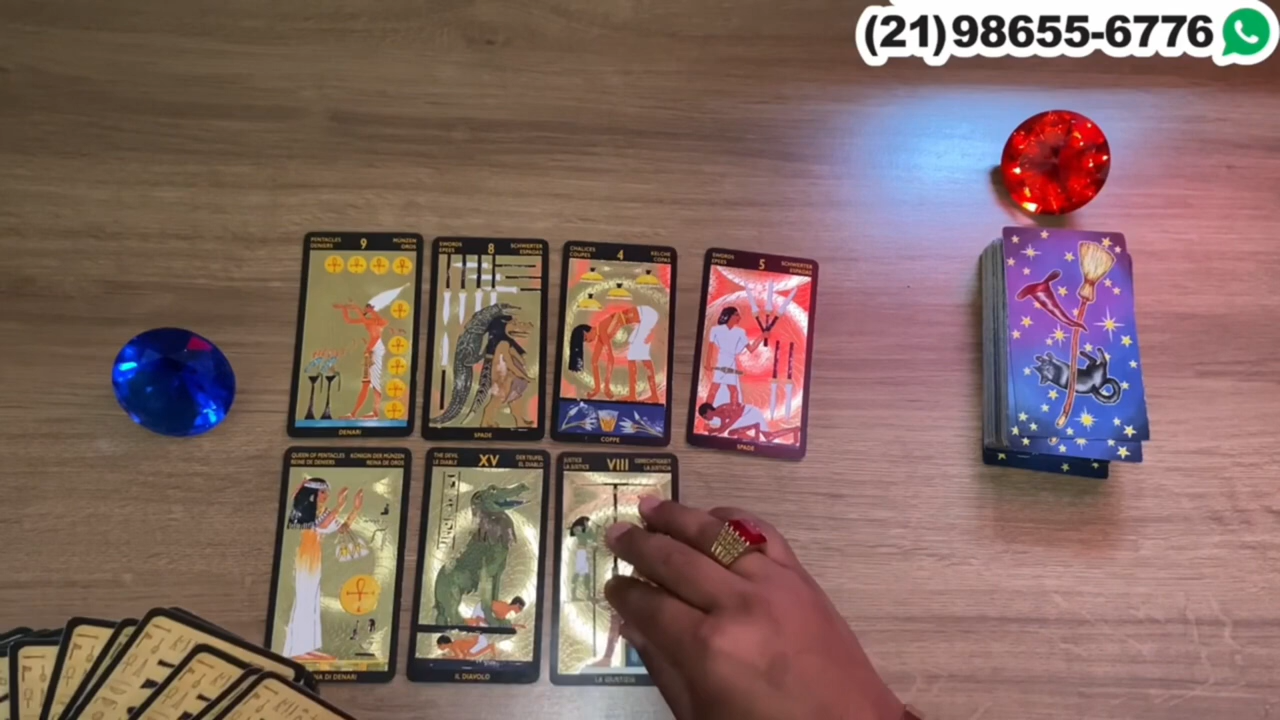 (21)98655-6776
PENTACLES
DENIERS
9
MÜNZEN
OROS
DENARI
SWORDS
EPEES
8
SCHWERTER
ESPADAS
SPADE
CHALICES
COUPES
4
KELCHE
COPAS
COPPE
SWORDS
EPEES
5
SCHWERTER
ESPADAS
SPADE
QUEEN OF PENTACLES
REINE DE DENIERS
KÖNIGIN DER MÜNZEN
REINA DE OROS
NA DI DENARI
THE DEVIL
LE DIABLE
XV
DER TEUFEL
EL DIABLO
IL DIAVOLO
JUSTICE
LA JUSTICE
VIII
GERECHTIGKEIT
LA JUSTICIA
LA GIUSTIZIA